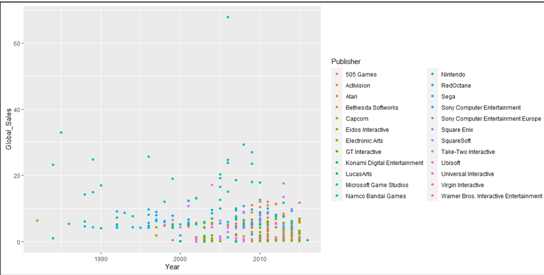 60
40
20
0
Global_Sales
1990
2000
2010
Year
Publisher
505 Games
Activision
Atari
Bethesda Softworks
Capcom
Eidos Interactive
Electronic Arts
GT Interactive
Konami Digital Entertainment
LucasArts
Microsoft Game Studios
Namco Bandai Games
Nintendo
RedOctane
Sega
Sony Computer Entertainment
Sony Computer Entertainment Europe
Square Enix
SquareSoft
Take-Two Interactive
Ubisoft
Universal Interactive
Virgin Interactive
Warner Bros. Interactive Entertainment